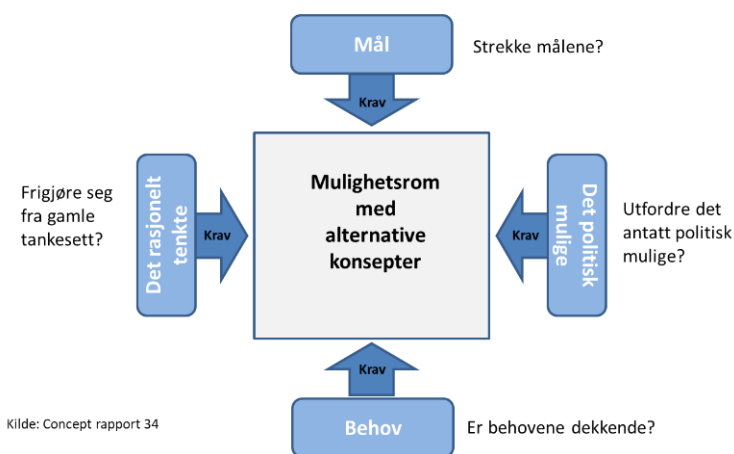 Mål
Strekke målene?
Krav
Frigjøre seg
fra gamle
tankesett?
Det rasjonelt
tenkte
Krav
Mulighetsrom
med
alternative
konsepter
Krav
Det politisk
mulige
Utfordre det
antatt politisk
mulige?
Krav
Behov
Er behovene dekkende?
Kilde: Concept rapport 34